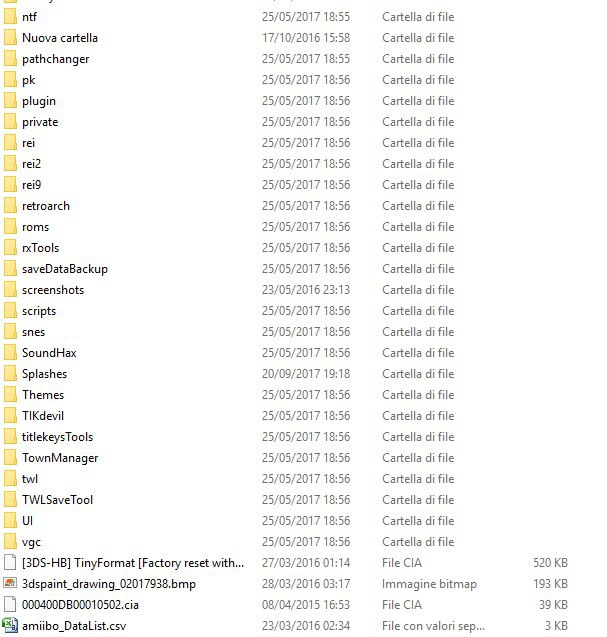 ntf 25/05/2017 18:55 Cartella di file
Nuova cartella 17/10/2016 15:58 Cartella di file
pathchanger 25/05/2017 18:55 Cartella di file
pk 25/05/2017 18:56 Cartella di file
plugin 25/05/2017 18:56 Cartella di file
private 25/05/2017 18:56 Cartella di file
rei 25/05/2017 18:56 Cartella di file
rei2 25/05/2017 18:56 Cartella di file
rei9 25/05/2017 18:56 Cartella di file
retroarch 25/05/2017 18:56 Cartella di file
roms 25/05/2017 18:56 Cartella di file
rxTools 25/05/2017 18:56 Cartella di file
saveDataBackup 25/05/2017 18:56 Cartella di file
screenshots 23/05/2016 23:13 Cartella di file
scripts 25/05/2017 18:56 Cartella di file
snes 25/05/2017 18:56 Cartella di file
SoundHax 25/05/2017 18:56 Cartella di file
Splashes 20/09/2017 19:18 Cartella di file
Themes 25/05/2017 18:56 Cartella di file
TIKdevil 25/05/2017 18:56 Cartella di file
titlekeysTools 25/05/2017 18:56 Cartella di file
TownManager 25/05/2017 18:56 Cartella di file
twl 25/05/2017 18:56 Cartella di file
TWLSaveTool 25/05/2017 18:56 Cartella di file
UI 25/05/2017 18:56 Cartella di file
vgc 25/05/2017 18:56 Cartella di file
[3DS-HB] TinyFormat [Factory reset with... 27/03/2016 01:14 File CIA 520 KB
3dspaint_drawing_02017938.bmp 28/03/2016 03:17 Immagine bitmap 193 KB
000400DB00010502.cia 08/04/2015 16:53 File CIA 39 KB
amiibo_DataList.csv 23/03/2016 02:34 File con valori sep... 3 KB